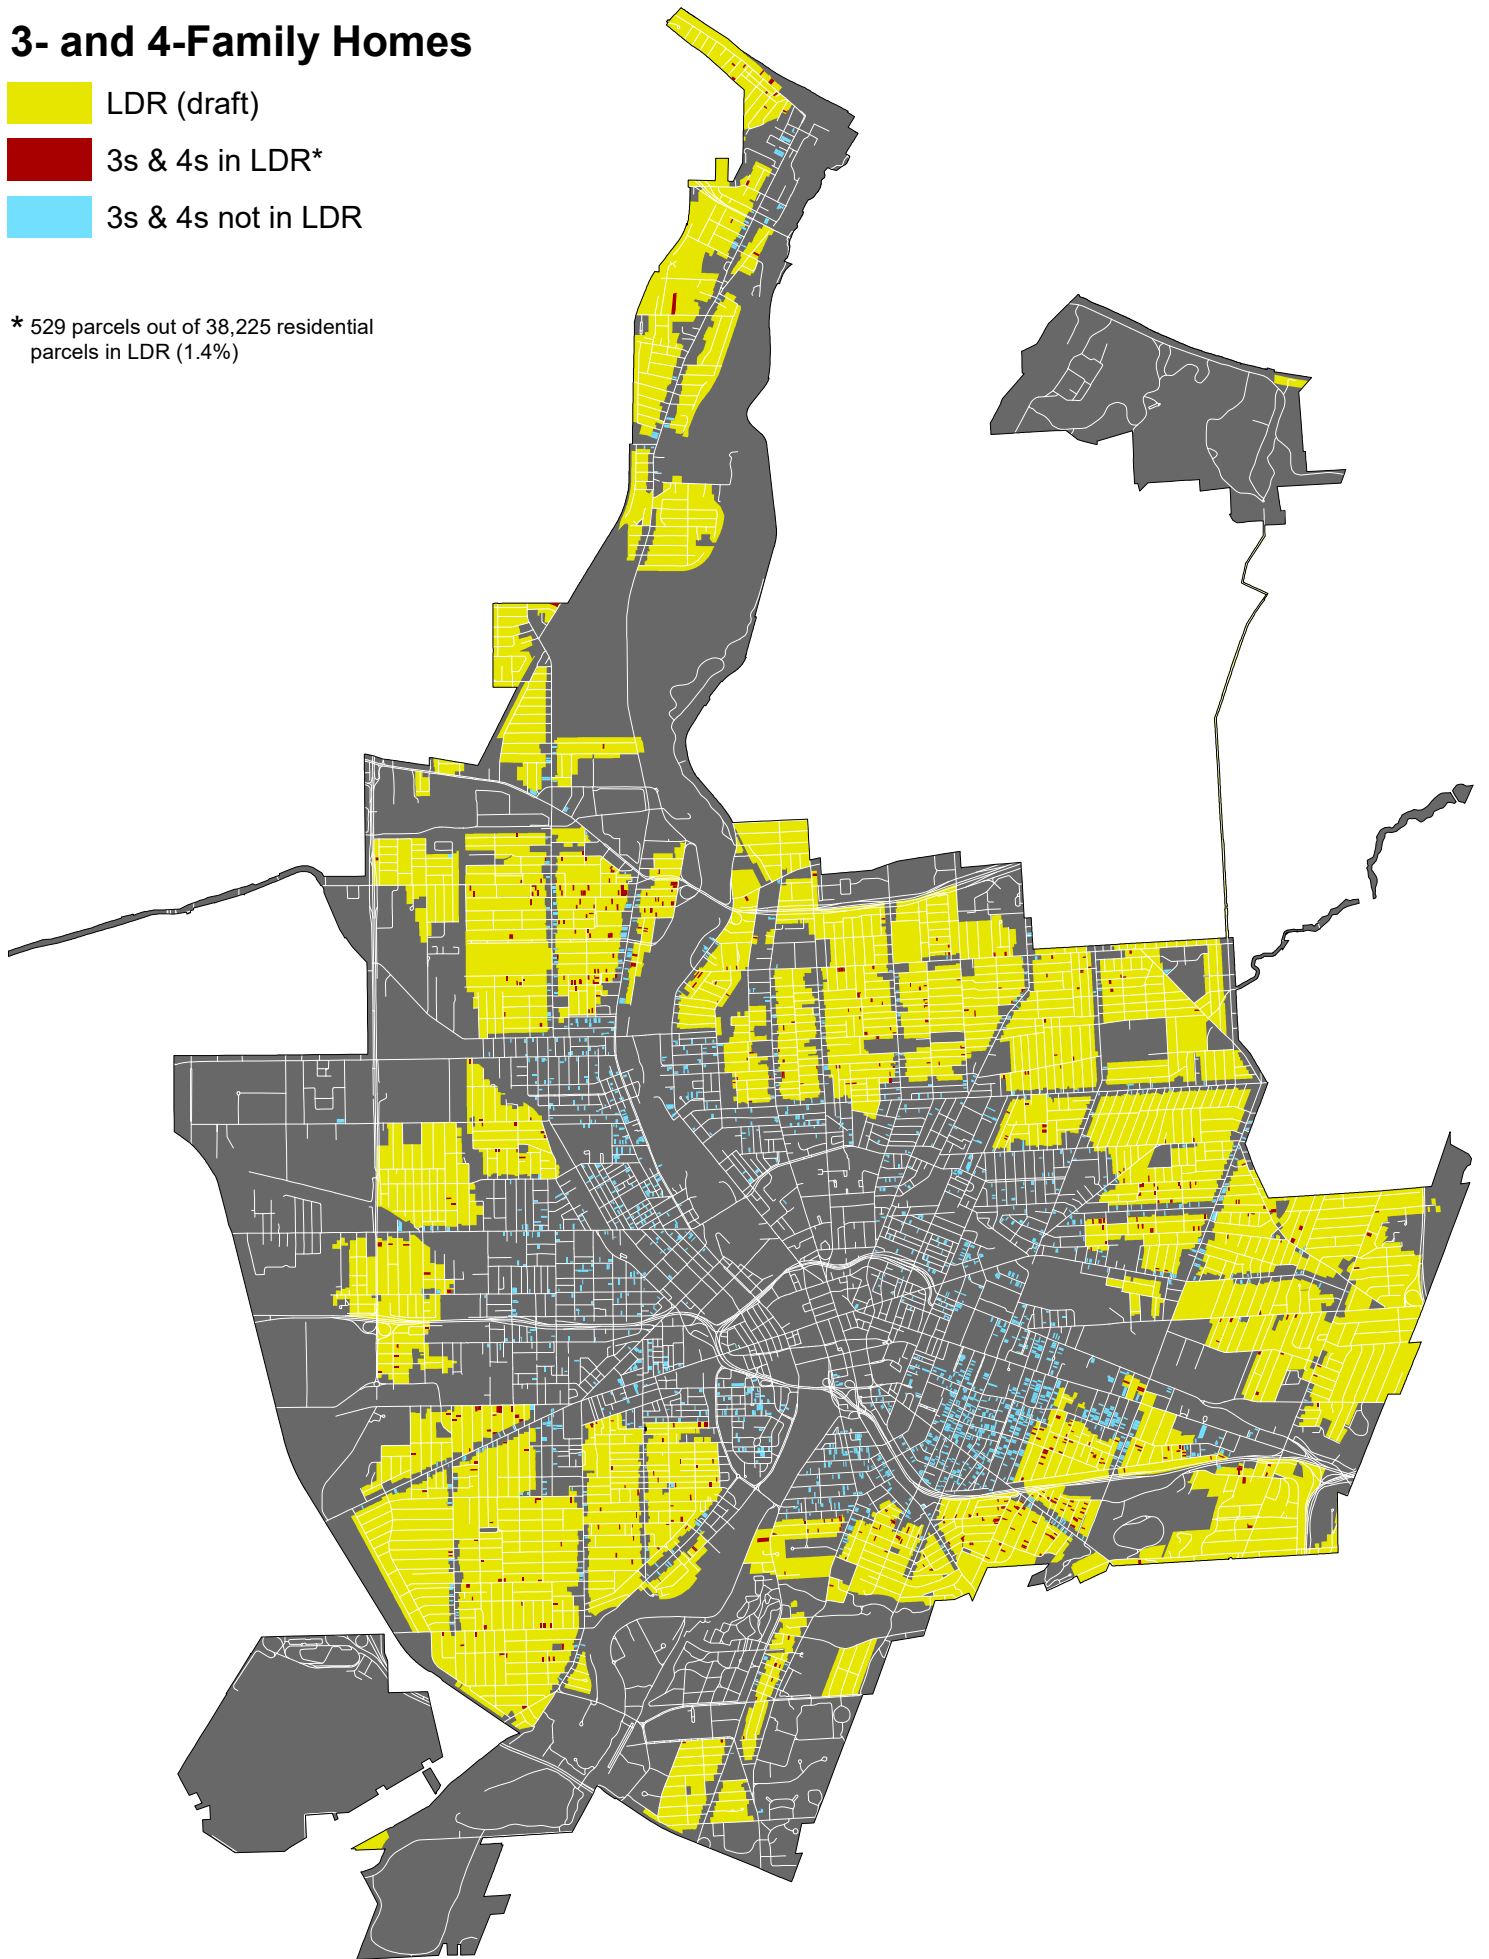 3- and 4-Family Homes
LDR (draft)
3s & 4s in LDR*
3s & 4s not in LDR
* 529 parcels out of 38,225 residential
parcels in LDR (1.4%)